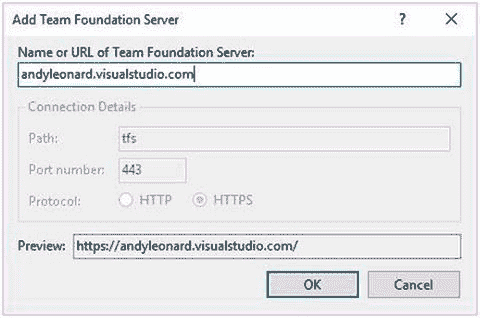 Add Team Foundation Server ? ×
Name or URL of Team Foundation Server:
andyleonard.visualstudio.com
Connection Details
Path: tfs
Port number: 443
Protocol: HTTP HTTPS
Preview: https://andyleonard.visualstudio.com/
OK Cancel